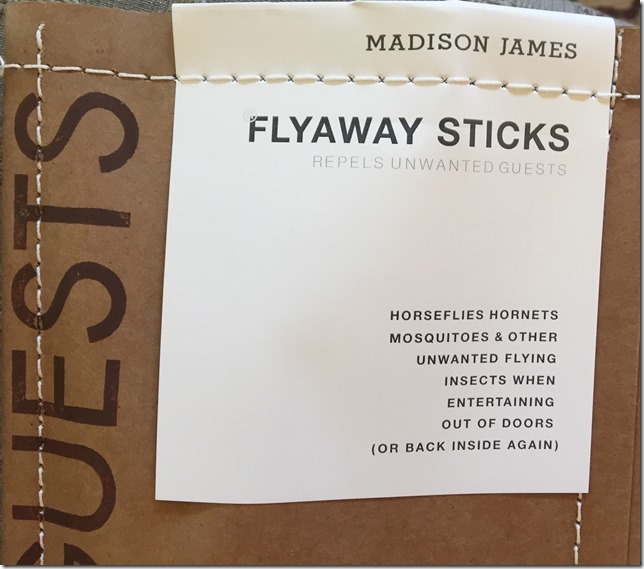 MADISON JAMES
FLYAWAY STICKS
REPELS UNWANTED GUESTS
HORSEFLIES HORNETS
MOSQUITOES & OTHER
UNWANTED FLYING
INSECTS WHEN
ENTERTAINING
OUT OF DOORS
(OR BACK INSIDE AGAIN)
GUESTS